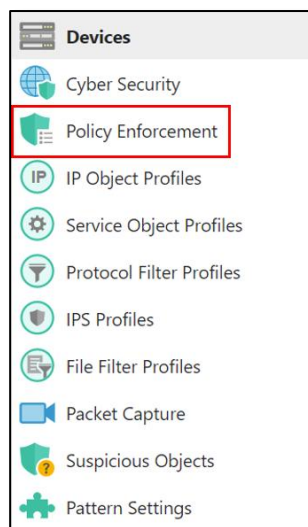 Devices
Cyber Security
Policy Enforcement
IP IP Object Profiles
Service Object Profiles
Protocol Filter Profiles
IPS Profiles
File Filter Profiles
Packet Capture
? Suspicious Objects
Pattern Settings